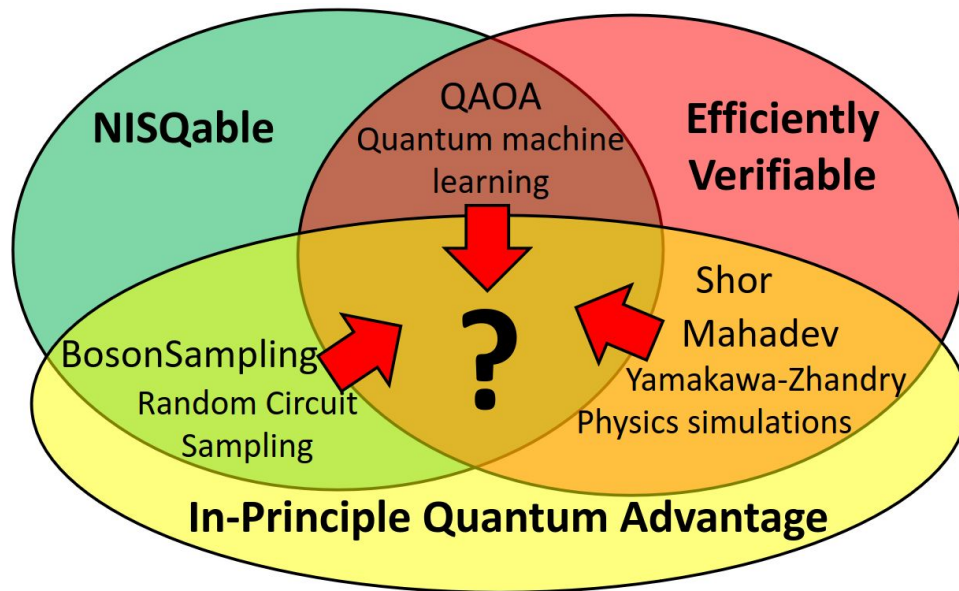 NISQable
QAOA
Quantum machine
learning
Efficiently
Verifiable
BosonSampling
Random Circuit
Sampling
?
Shor
Mahadev
Yamakawa-Zhandry
Physics simulations
In-Principle Quantum Advantage